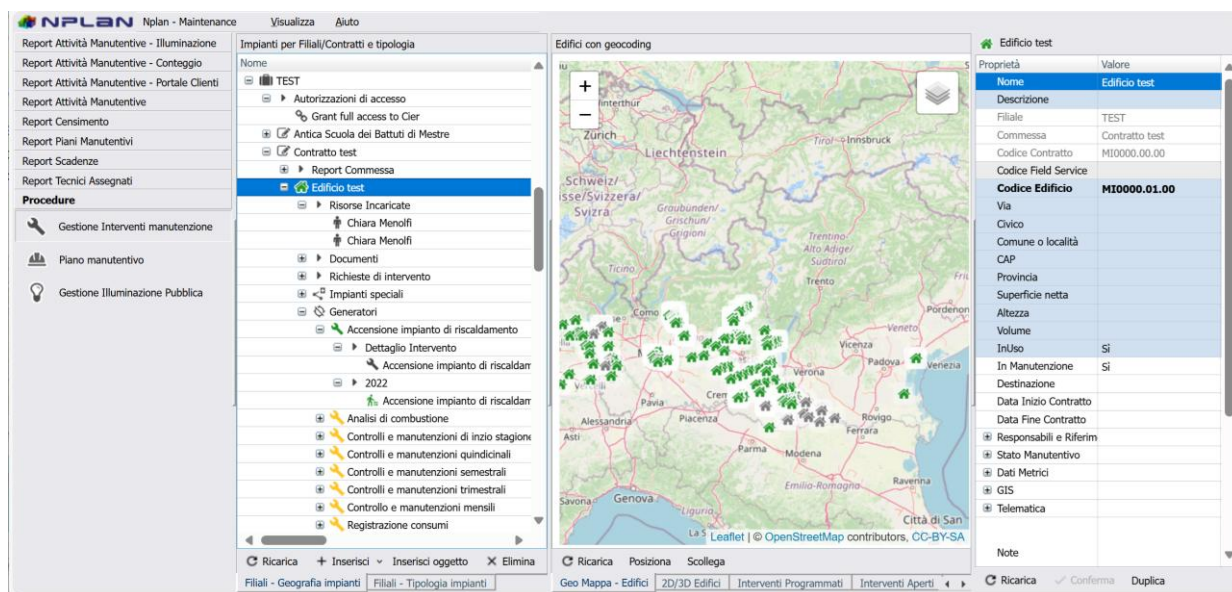 NPLAN Nplan - Maintenance Visualizza Aiuto
Report Attività Manutentive - Illuminazione
Report Attività Manutentive - Conteggio
Report Attività Manutentive - Portale Clienti
Report Attività Manutentive
Report Censimento
Report Piani Manutentivi
Report Scadenze
Report Tecnici Assegnati
Procedure
Gestione Interventi manutenzione
Piano manutentivo
Gestione Illuminazione Pubblica
Impianti per Filiali/Contratti e tipologia
Nome
TEST
Autorizzazioni di accesso
Grant full access to Cier
Antica Scuola dei Battuti di Mestre
Contratto test
Report Commessa
Edificio test
Risorse Incaricate
Chiara Menolfi
Chiara Menolfi
Documenti
Richieste di intervento
Impianti speciali
Generatori
Accensione impianto di riscaldamento
Dettaglio Intervento
Accensione impianto di riscaldam
2022
Accensione impianto di riscaldam
Analisi di combustione
Controlli e manutenzioni di inzio stagione
Controlli e manutenzioni quindicinali
Controlli e manutenzioni semestrali
Controlli e manutenzioni trimestrali
Controllo e manutenzioni mensili
Registrazione consumi
Ricarica Inserisci Inserisci oggetto Elimina
Filiali - Geografia impianti Filiali - Tipologia impianti
Edifici con geocoding
+
−
interthur
Zürich
Liechtenstein
Tirol
Innsbruck
Schweiz/
sse/Svizzera/
Svizra
Graubünden/
Grischun/
Grigioni
Trentino-
Alto Adige/
Südtirol
Ticino
Trento
Friu
Como
Pordenon
Veneto
Vicenza
Verona
Padova
Venezia
Vercelli
Pavia
Crem
Alessandria
Piacenza
Rovigo
Asti
Ferrara
Parma
Modena
Emilia-Romagna
Ravenna
Savona
Genova
Liguria
Città di San
La S
Leaflet | © OpenStreetMap contributors, CC-BY-SA
Ricarica Posiziona Scollega
Geo Mappa - Edifici 2D/3D Edifici Interventi Programmati Interventi Aperti
Edificio test
Proprietà Valore
Nome Edificio test
Descrizione
Filiale TEST
Commessa Contratto test
Codice Contratto MI0000.00.00
Codice Field Service
Codice Edificio MI0000.01.00
Via
Civico
Comune o località
CAP
Provincia
Superficie netta
Altezza
Volume
InUso Sì
In Manutenzione Sì
Destinazione
Data Inizio Contratto
Data Fine Contratto
Responsabili e Riferim
Stato Manutentivo
Dati Metrici
GIS
Telematica
Note
Ricarica Conferma Duplica